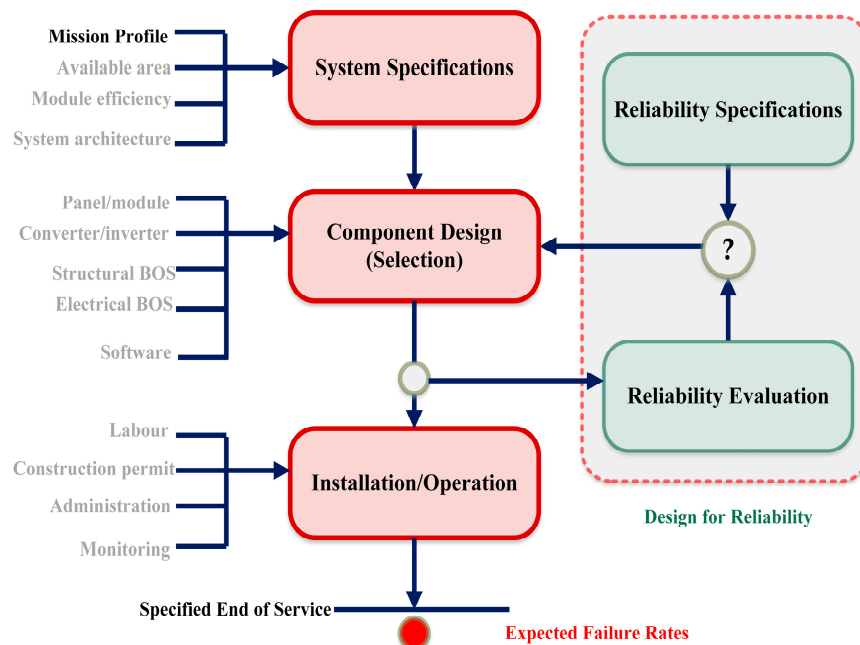 Mission Profile
Available area
Module efficiency
System architecture
System Specifications
Reliability Specifications
Panel/module
Converter/inverter
Structural BOS
Electrical BOS
Software
Component Design
(Selection)
?
Reliability Evaluation
Labour
Construction permit
Administration
Monitoring
Installation/Operation
Design for Reliability
Specified End of Service
Expected Failure Rates